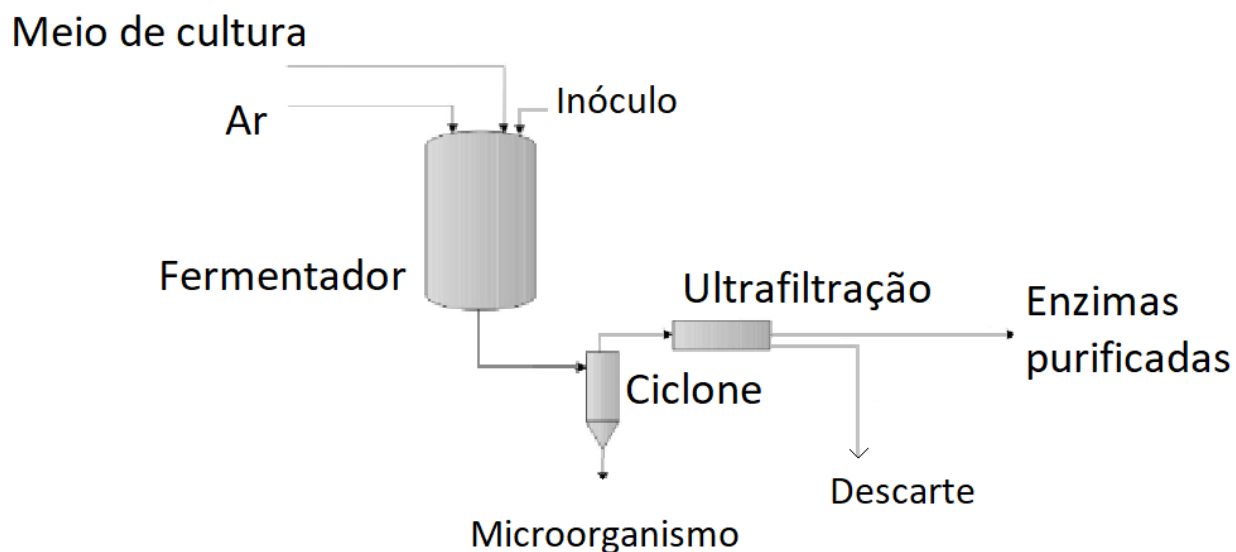 Meio de cultura
Ar
Inóculo
Fermentador
Ultrafiltração
Enzimas
purificadas
Ciclone
Descarte
Microorganismo